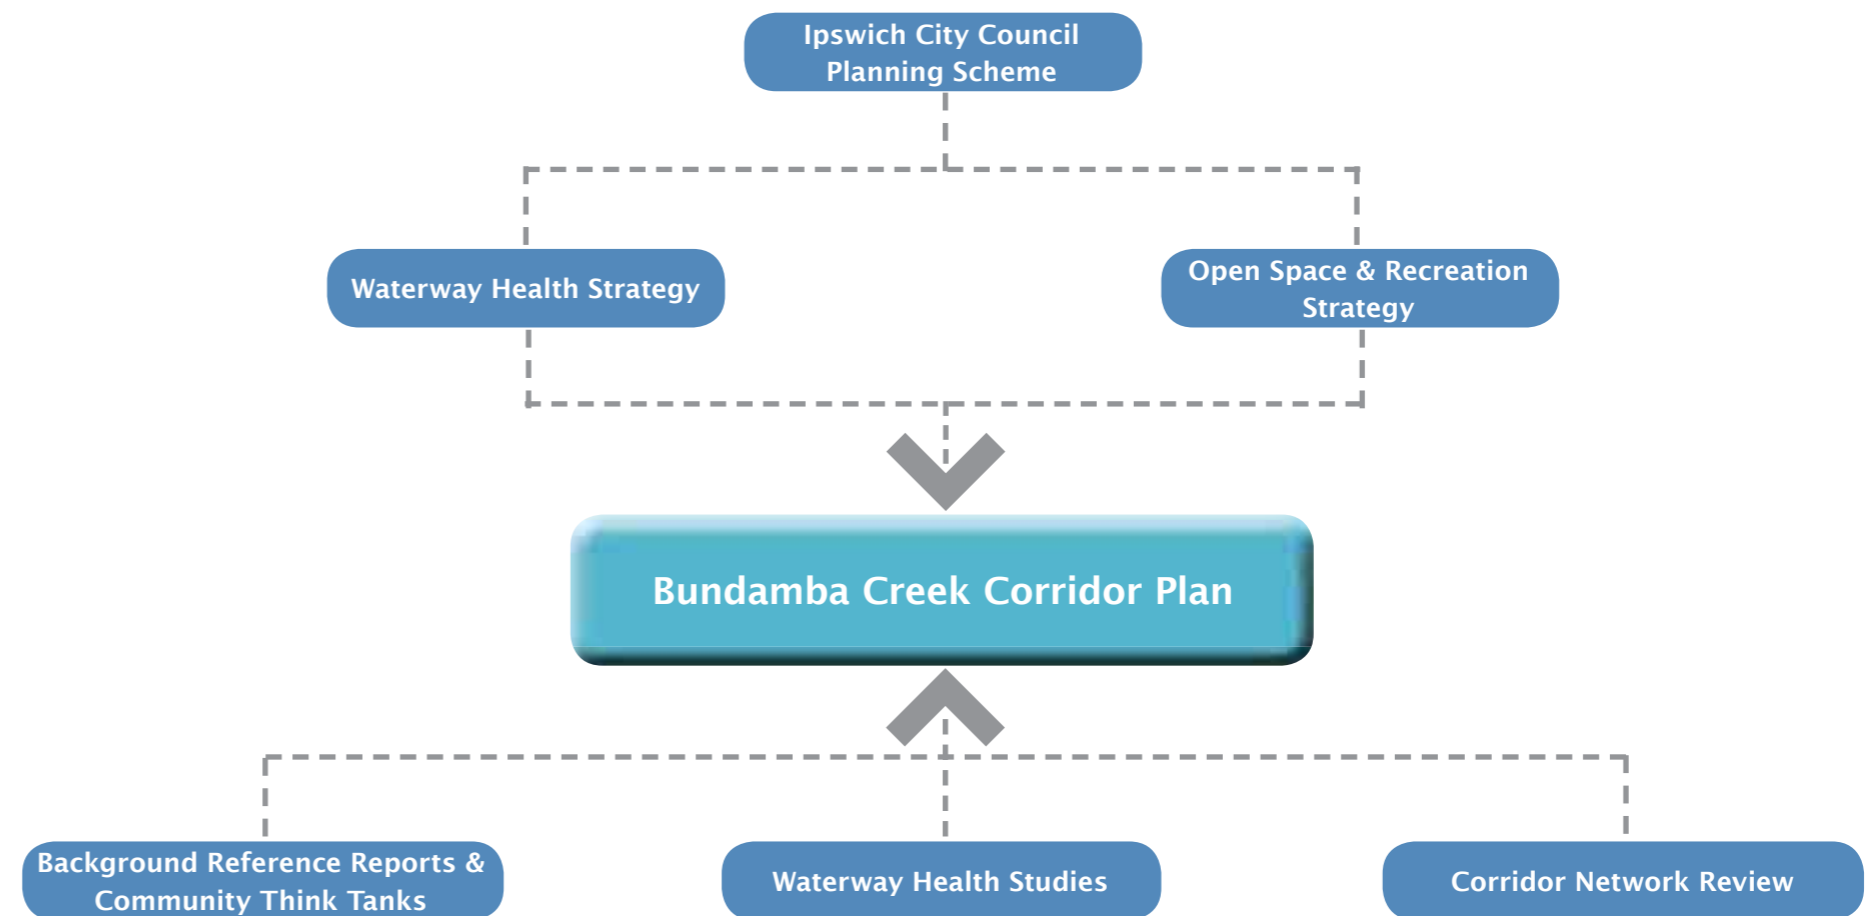 Ipswich City Council
Planning Scheme
Waterway Health Strategy
Open Space & Recreation
Strategy
Bundamba Creek Corridor Plan
Background Reference Reports &
Community Think Tanks
Waterway Health Studies
Corridor Network Review